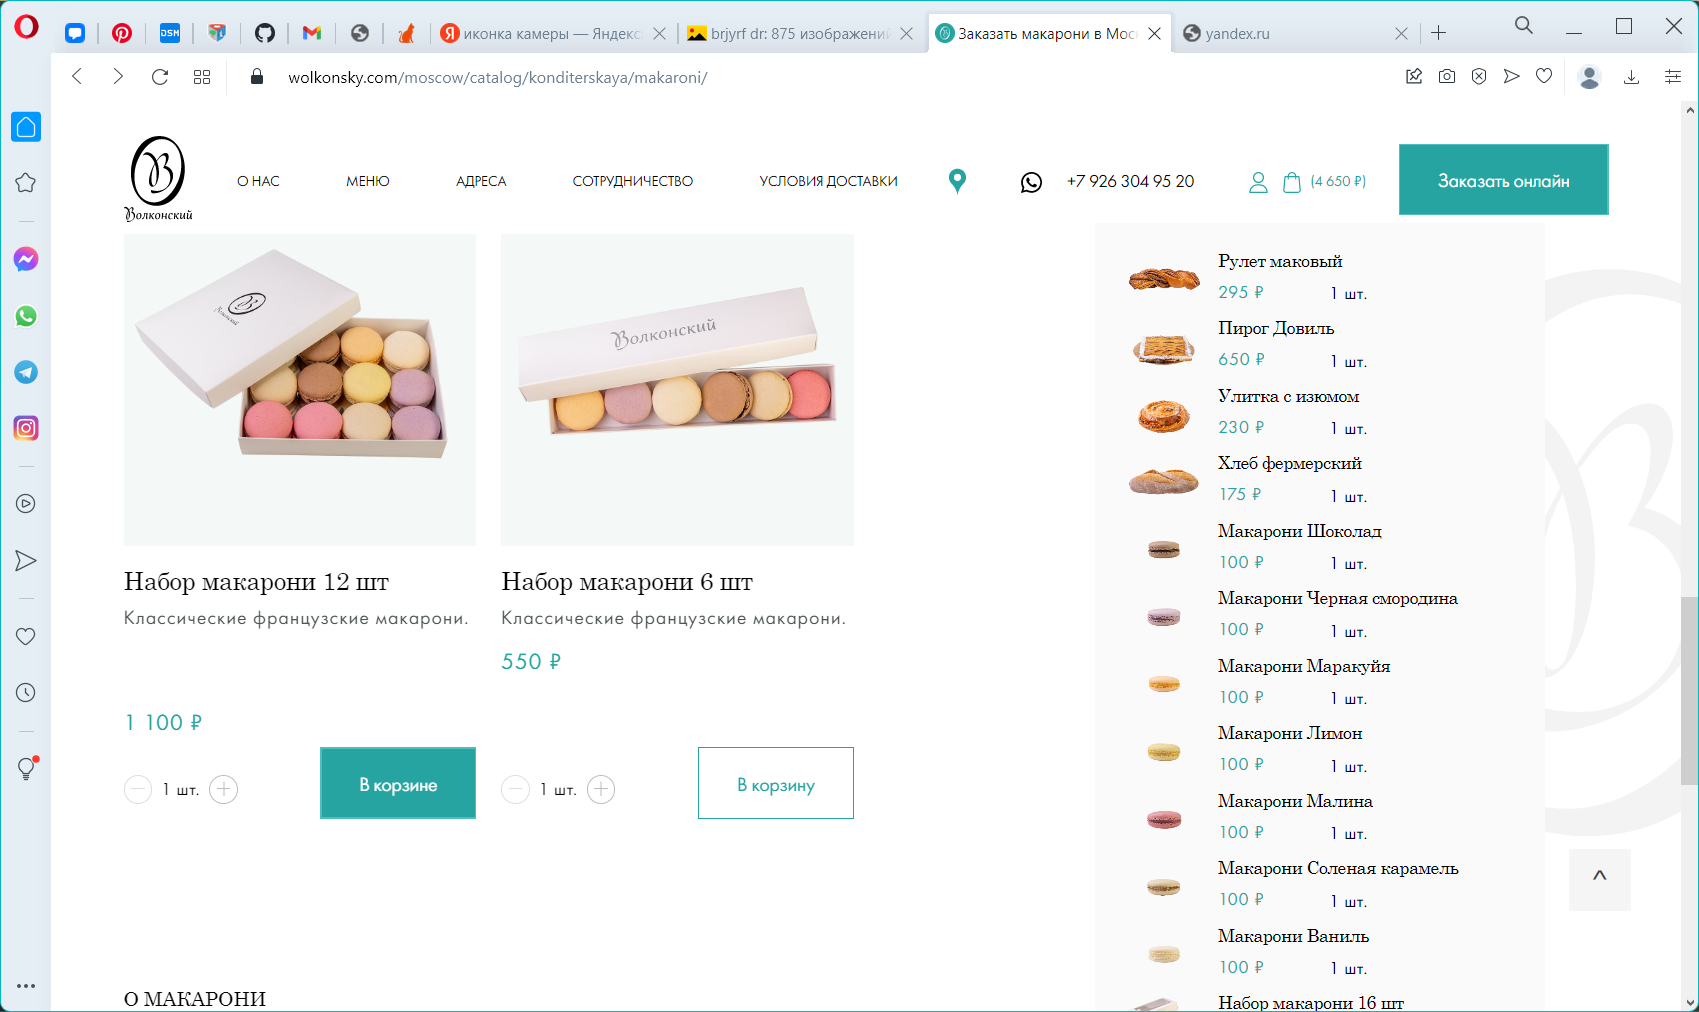 иконка камеры — Яндекс
brjyrf dr: 875 изображений
Заказать макарони в Мос
yandex.ru
wolkonsky.com/moscow/catalog/konditerskaya/makaroni/
Волконский
О НАС
МЕНЮ
АДРЕСА
СОТРУДНИЧЕСТВО
УСЛОВИЯ ДОСТАВКИ
+7 926 304 95 20
(4 650 ₽)
Заказать онлайн
Волконский
Волконский
Набор макарони 12 шт
Классические французские макарони.
1 100 ₽
1 шт.
В корзине
Набор макарони 6 шт
Классические французские макарони.
550 ₽
1 шт.
В корзину
О МАКАРОНИ
Рулет маковый
295 ₽ 1 шт.
Пирог Довиль
650 ₽ 1 шт.
Улитка с изюмом
230 ₽ 1 шт.
Хлеб фермерский
175 ₽ 1 шт.
Макарони Шоколад
100 ₽ 1 шт.
Макарони Черная смородина
100 ₽ 1 шт.
Макарони Маракуйя
100 ₽ 1 шт.
Макарони Лимон
100 ₽ 1 шт.
Макарони Малина
100 ₽ 1 шт.
Макарони Соленая карамель
100 ₽ 1 шт.
Макарони Ваниль
100 ₽ 1 шт.
Набор макарони 16 шт